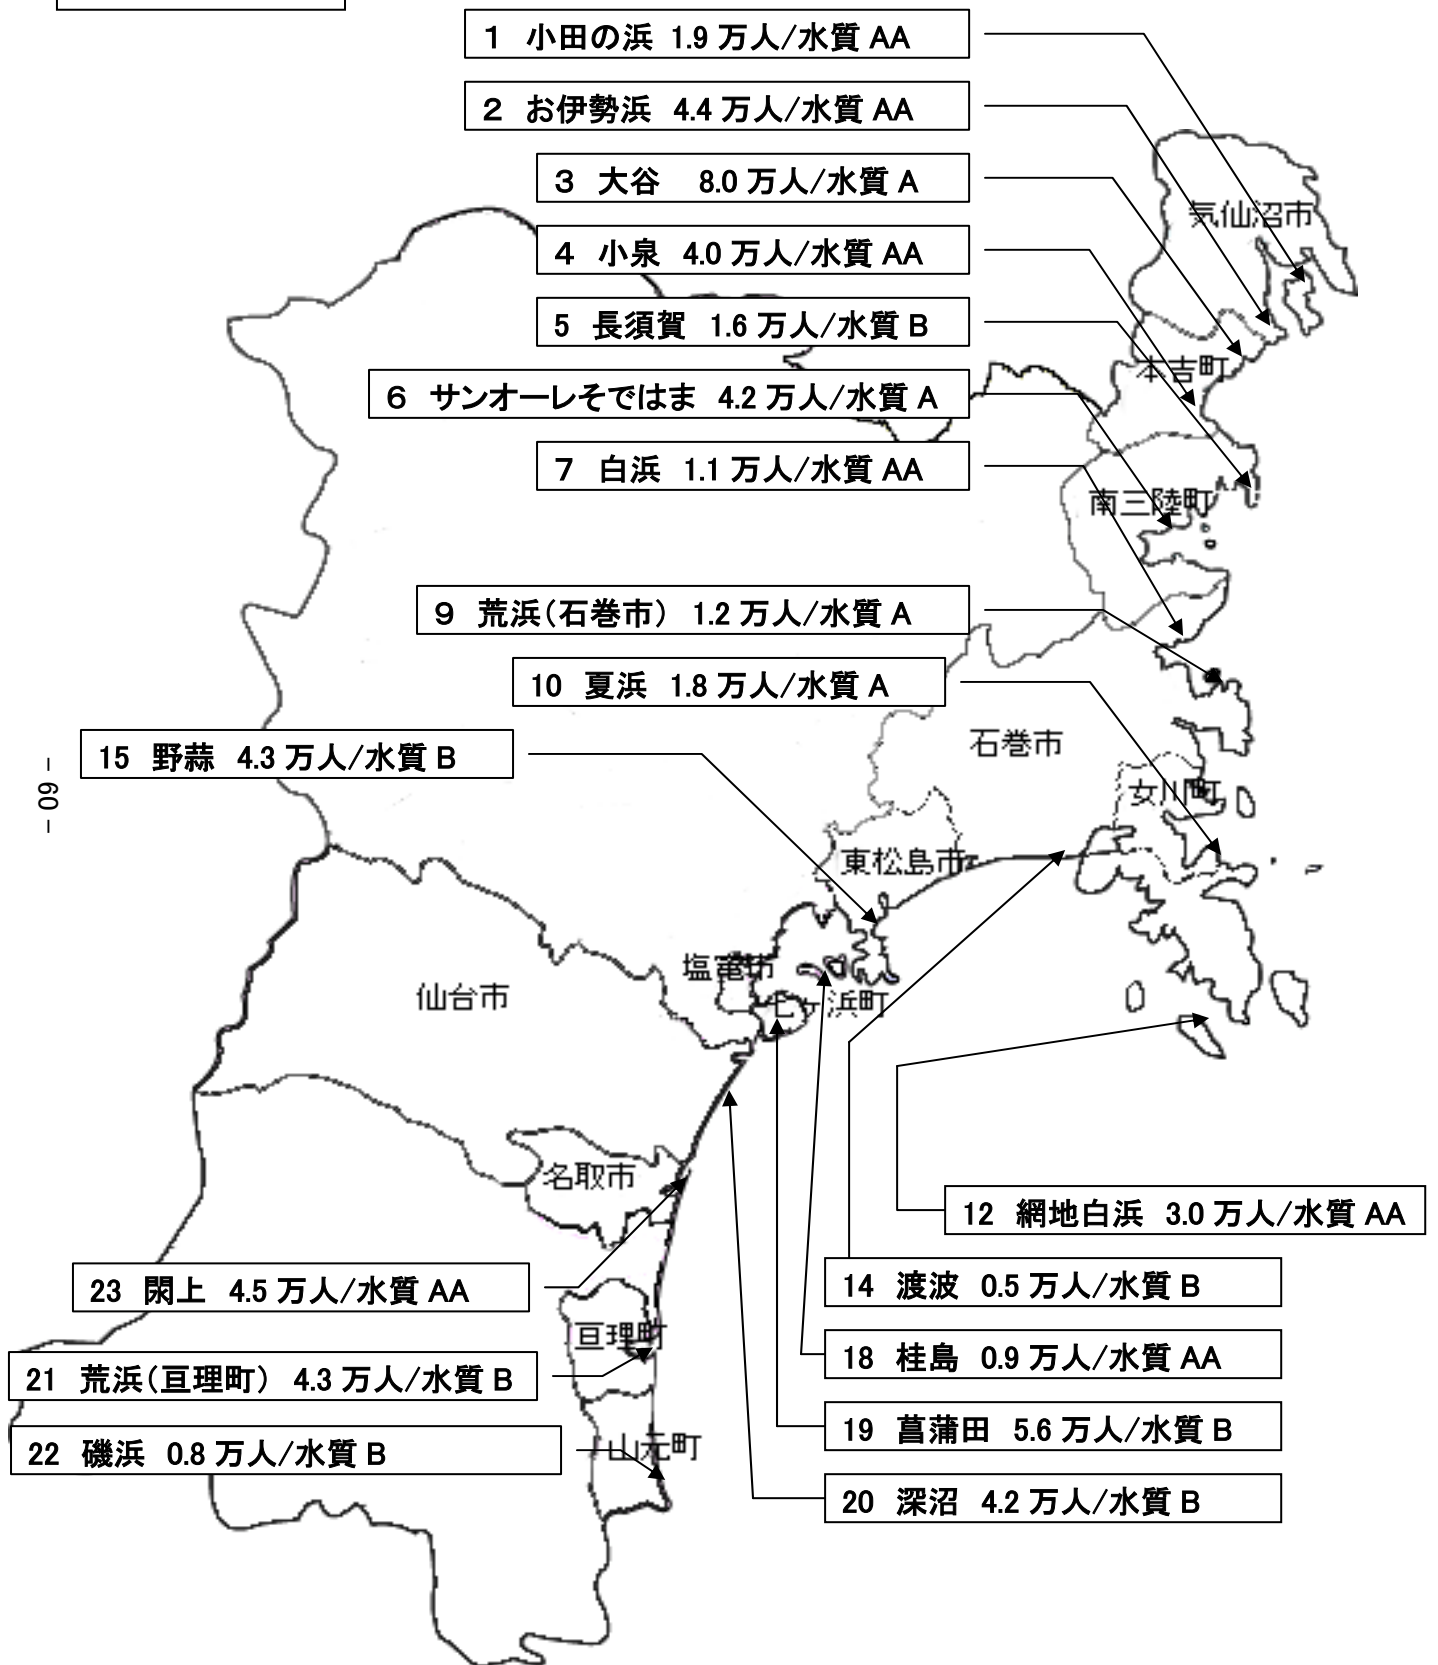 1 小田の浜 1.9 万人/水質 AA
2 お伊勢浜 4.4 万人/水質 AA
3 大谷 8.0 万人/水質 A
気仙沼市
4 小泉 4.0 万人/水質 AA
5 長須賀 1.6 万人/水質 B
本吉町
6 サンオーレそではま 4.2 万人/水質 A
7 白浜 1.1 万人/水質 AA
南三陸町
9 荒浜(石巻市) 1.2 万人/水質 A
10 夏浜 1.8 万人/水質 A
石巻市
15 野蒜 4.3 万人/水質 B
女川町
- 60 -
東松島市
塩竈市
仙台市
七ヶ浜町
名取市
12 網地白浜 3.0 万人/水質 AA
23 閖上 4.5 万人/水質 AA
14 渡波 0.5 万人/水質 B
亘理町
18 桂島 0.9 万人/水質 AA
21 荒浜(亘理町) 4.3 万人/水質 B
19 菖蒲田 5.6 万人/水質 B
22 磯浜 0.8 万人/水質 B
山元町
20 深沼 4.2 万人/水質 B